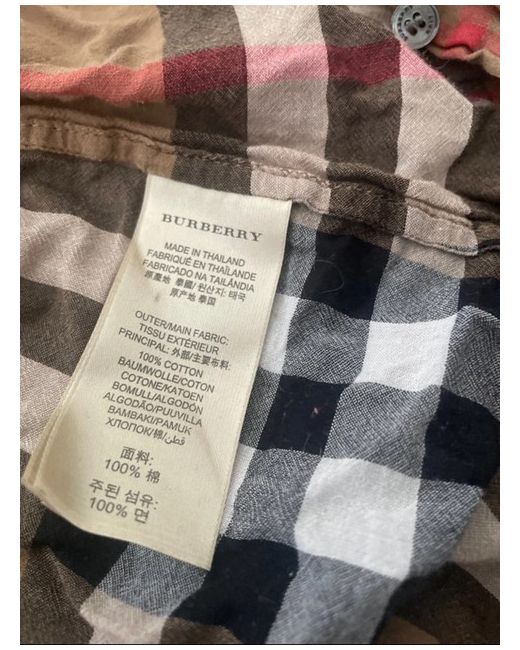 BURBERRY
MADE IN THAILAND
FABRIQUÉ EN THAÏLANDE
FABRICADO NA TAILÂNDIA
原產地 泰國/원산지: 태국
原产地 泰国
OUTER/MAIN FABRIC:
TISSU EXTÉRIEUR
PRINCIPAL: 外部/主要布料:
100% COTTON
BAUMWOLLE/COTON
COTONE/KATOEN
BOMULL/ALGODÓN
ALGODÃO/PUUVILLA
BAMBAKI/PAMUK
ХЛОПОК/棉/قطن
面料:
100% 棉
주된 섬유:
100% 면